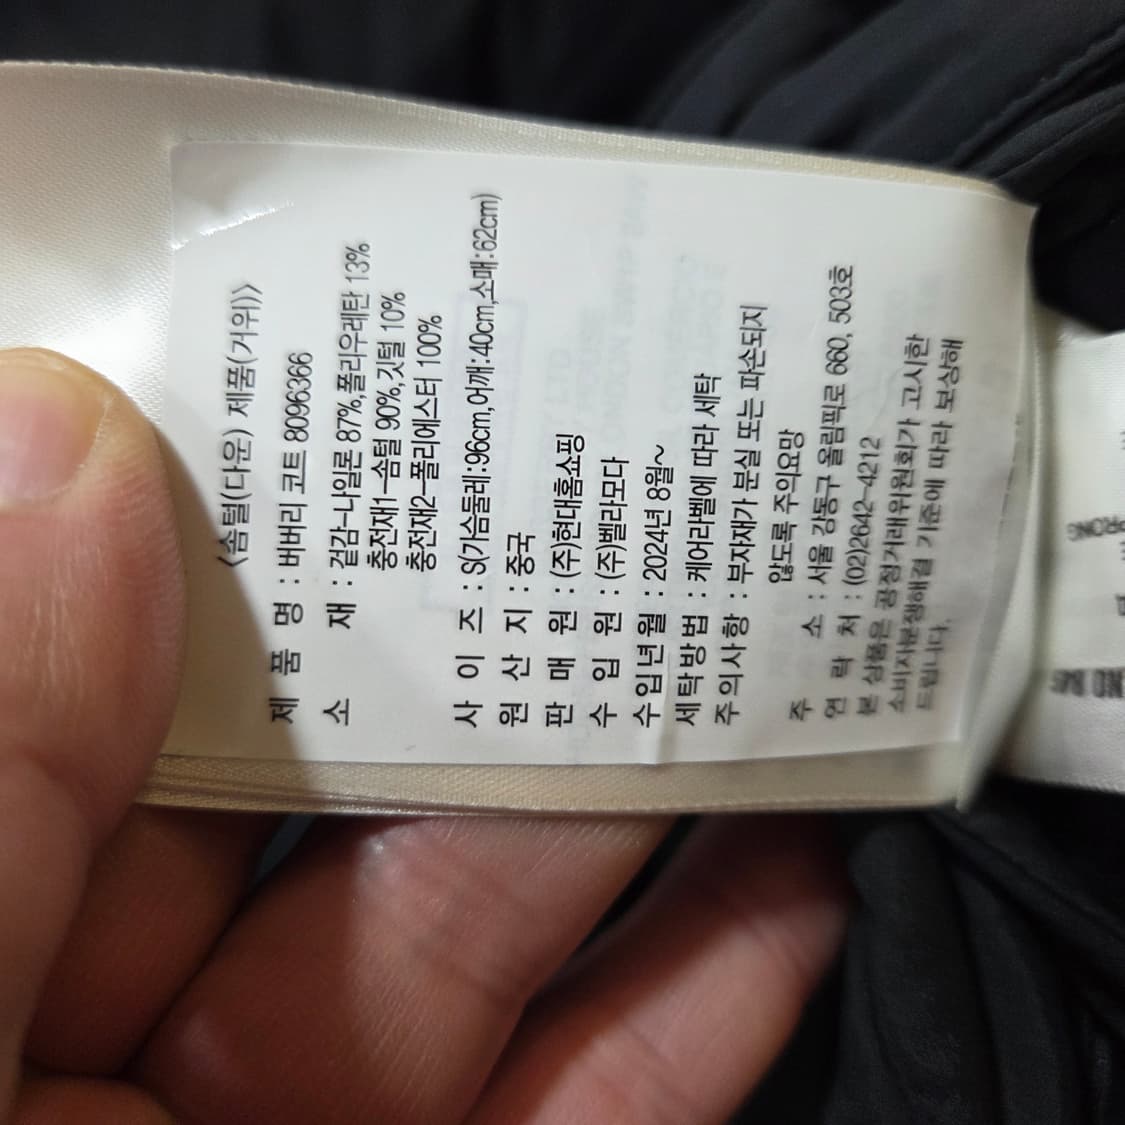 <솜털(다운) 제품(거위)>
제 품 명 : 버버리 코트 8096366
소 재 : 겉감-나일론 87%,폴리우레탄 13%
충전재1-솜털 90%,깃털 10%
충전재2-폴리에스터 100%
사 이 즈 : S(가슴둘레:96cm,어깨:40cm,소매:62cm)
원 산 지 : 중국
판 매 원 : (주)현대홈쇼핑
수 입 원 : (주)벨라모다
수입년월 : 2024년 8월~
세탁방법 : 케어라벨에 따라 세탁
주의사항 : 부자재가 분실 또는 파손되지
않도록 주의요망
주 소 : 서울 강동구 올림픽로 660, 503호
연 락 처 : (02)2642-4212
본 상품은 공정거래위원회가 고시한
소비자분쟁해결 기준에 따라 보상해
드립니다.